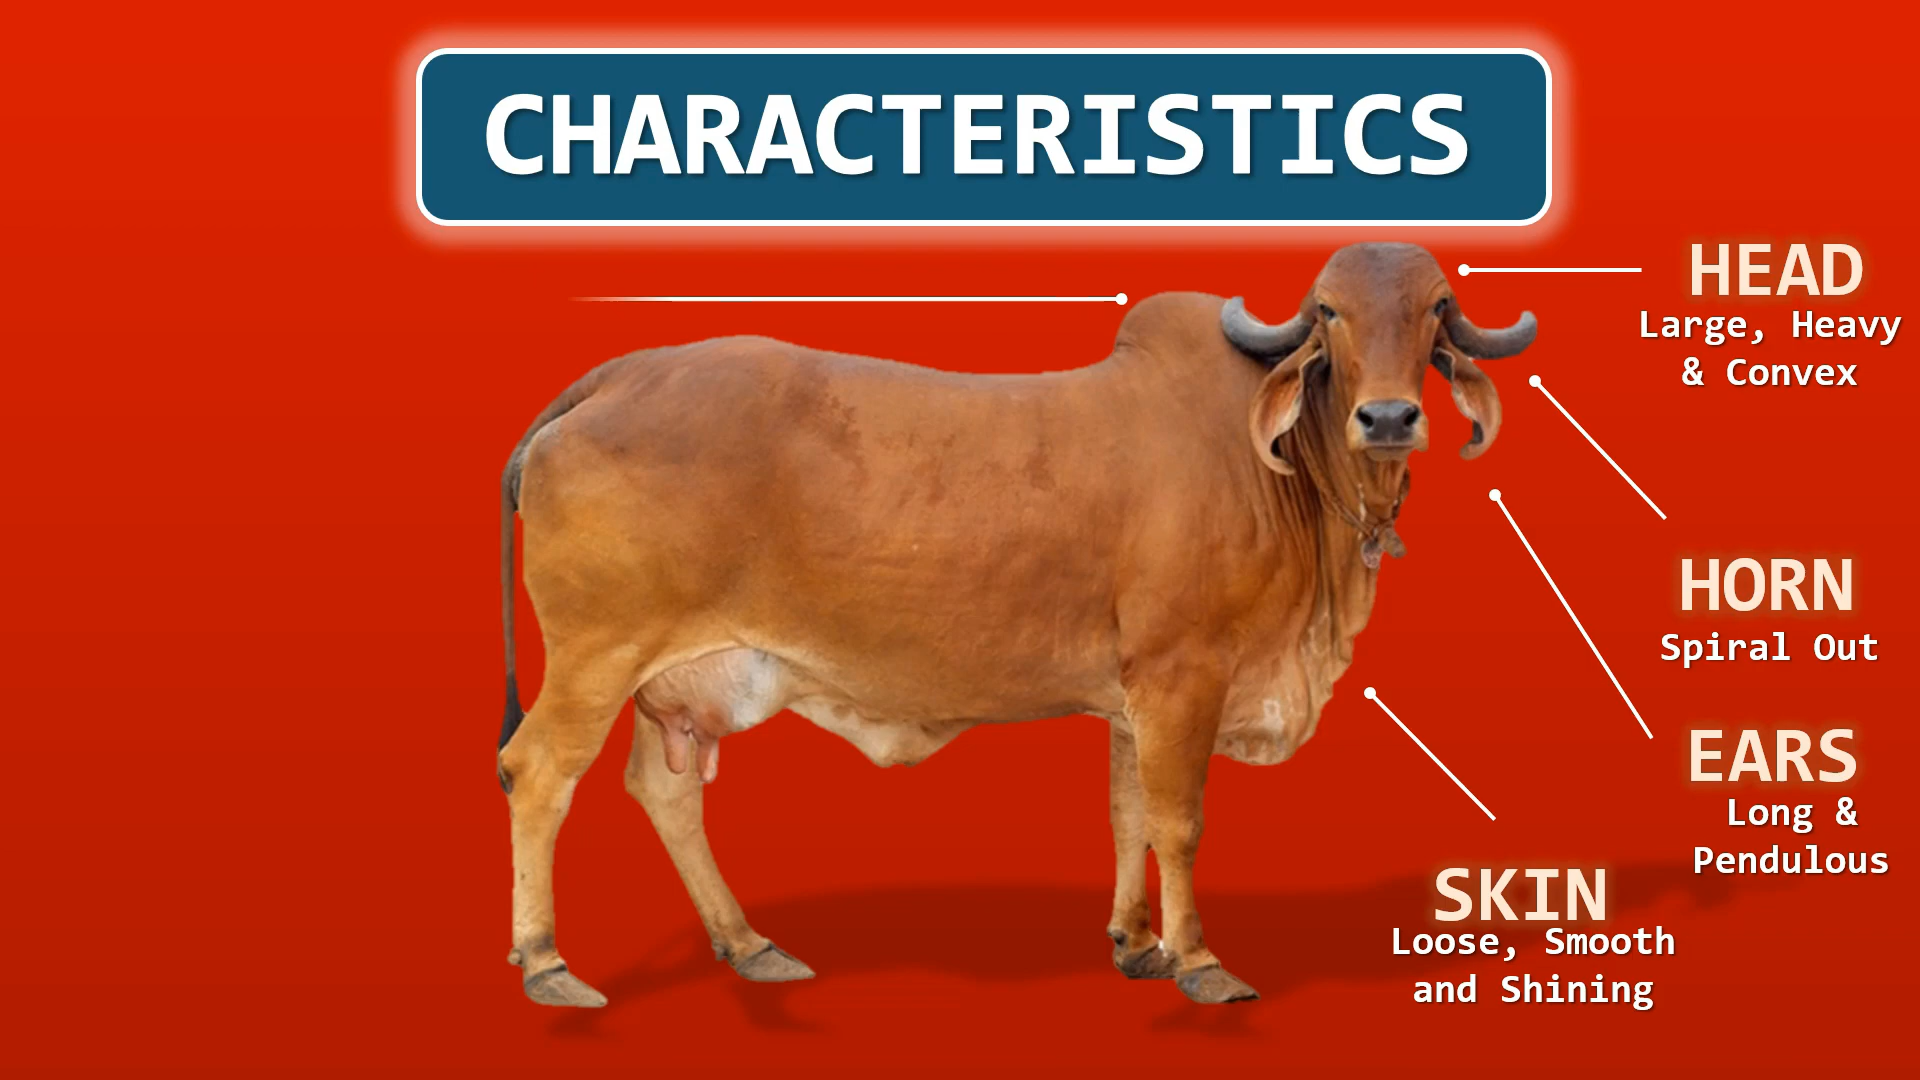 CHARACTERISTICS
HEAD
Large, Heavy
& Convex
HORN
Spiral Out
EARS
Long &
Pendulous
SKIN
Loose, Smooth
and Shining